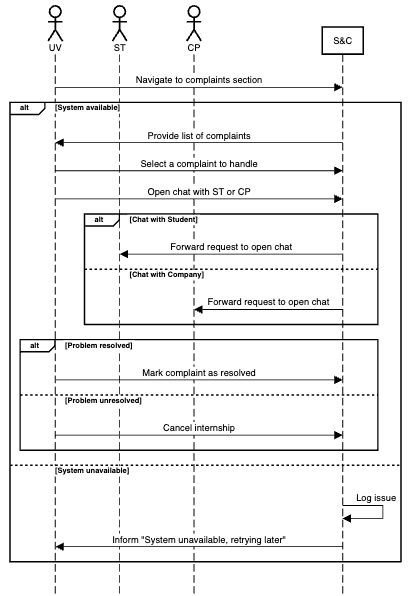 UV ST CP S&C
Navigate to complaints section
alt [System available]
Provide list of complaints
Select a complaint to handle
Open chat with ST or CP
alt [Chat with Student]
Forward request to open chat
[Chat with Company]
Forward request to open chat
alt [Problem resolved]
Mark complaint as resolved
[Problem unresolved]
Cancel internship
[System unavailable]
Log issue
Inform "System unavailable, retrying later"